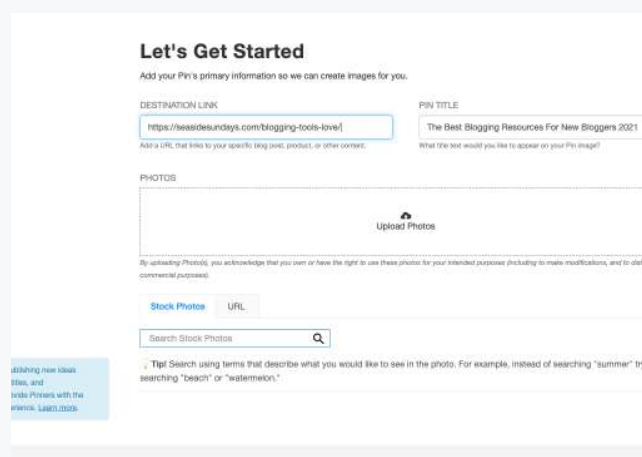 Let's Get Started
Add your Pin's primary information so we can create images for you.
DESTINATION LINK
PIN TITLE
https://seasidesundays.com/blogging-tools-love/
The Best Blogging Resources For New Bloggers 2021
Add a URL that links to your specific blog post, product, or other content.
What title text would you like to appear on your Pin image?
PHOTOS
Upload Photos
By uploading Photo(s), you acknowledge that you own or have the right to use these photos for your intended purposes (including to make modifications, and to
commercial purposes).
Stock Photos URL
Search Stock Photos
Tip! Search using terms that describe what you would like to see in the photo. For example, instead of searching "summer" try
searching "beach" or "watermelon."
publishing new ideas
and
Pinners with the
Learn more.